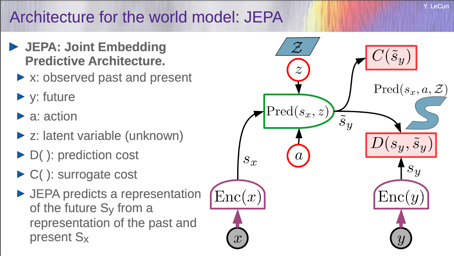 Y. LeCun
Architecture for the world model: JEPA
► JEPA: Joint Embedding
Predictive Architecture.
► x: observed past and present
► y: future
► a: action
► z: latent variable (unknown)
► D( ): prediction cost
► C( ): surrogate cost
► JEPA predicts a representation
of the future Sy from a
representation of the past and
present Sx
𝒵
z
C(s̃y)
Pred(sx, a, 𝒵)
Pred(sx, z)
s̃y
D(sy, s̃y)
a
sx
sy
Enc(x)
Enc(y)
x
y